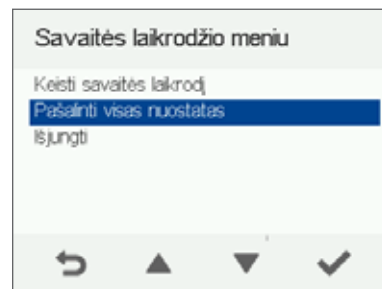 Savaitės laikrodžio meniu
Keisti savaitės laikrodį
Pašalinti visas nuostatas
Išjungti